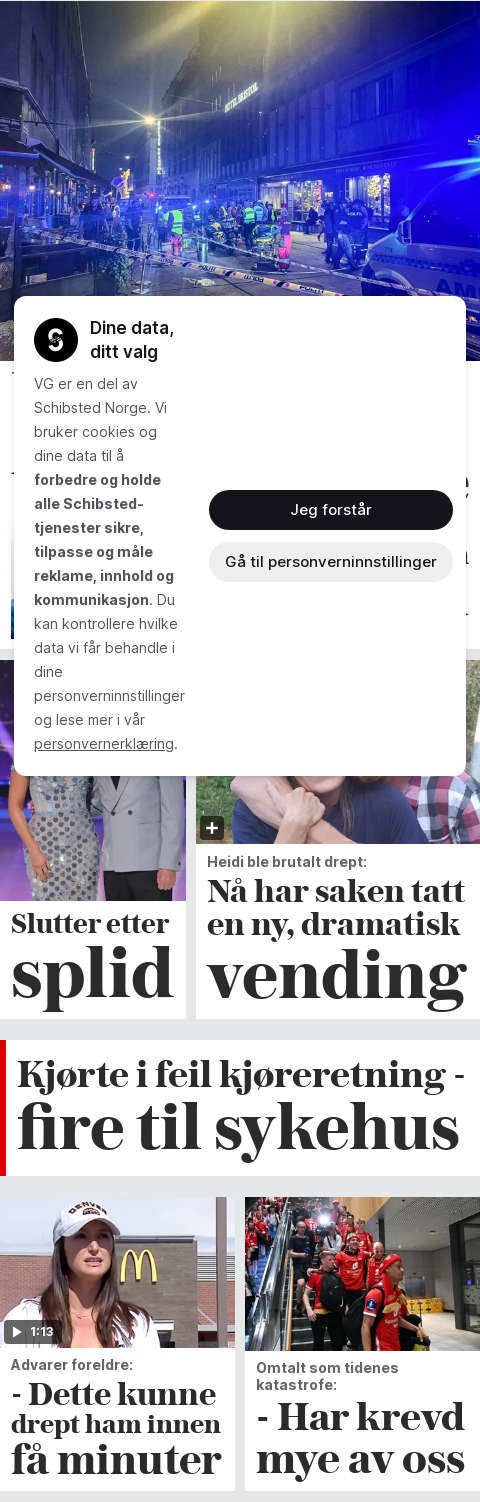 HOTEL BRISTOL
POLITI
Dine data,
ditt valg
VG er en del av
Schibsted Norge. Vi
bruker cookies og
dine data til å
forbedre og holde
alle Schibsted-
tjenester sikre,
tilpasse og måle
reklame, innhold og
kommunikasjon. Du
kan kontrollere hvilke
data vi får behandle i
dine
personverninnstillinger
og lese mer i vår
personvernerklæring.
Jeg forstår
Gå til personverninnstillinger
Slutter etter
splid
Heidi ble brutalt drept:
Nå har saken tatt
en ny, dramatisk
vending
Kjørte i feil kjøreretning -
fire til sykehus
DENVER
1:13
Advarer foreldre:
- Dette kunne
drept ham innen
få minuter
Omtalt som tidenes
katastrofe:
- Har krevd
mye av oss